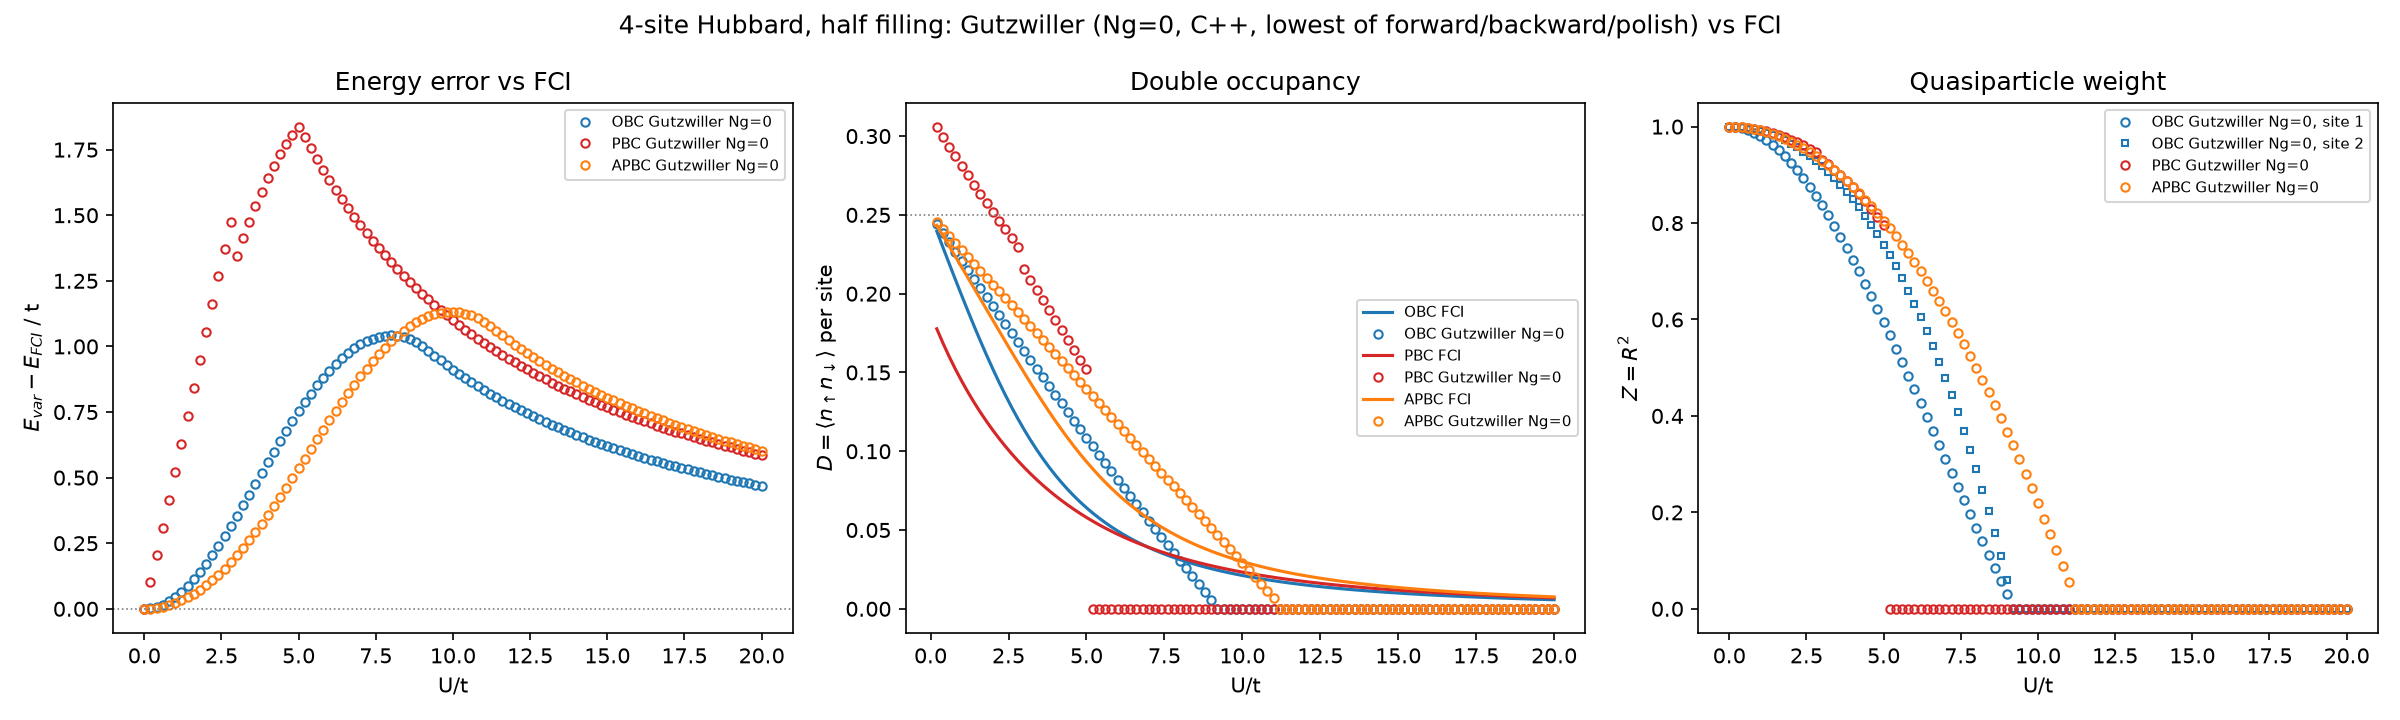 4-site Hubbard, half filling: Gutzwiller (Ng=0, C++, lowest of forward/backward/polish) vs FCI
Energy error vs FCI
E_var − E_FCI / t
1.75
1.50
1.25
1.00
0.75
0.50
0.25
0.00
0.0 2.5 5.0 7.5 10.0 12.5 15.0 17.5 20.0
U/t
OBC Gutzwiller Ng=0
PBC Gutzwiller Ng=0
APBC Gutzwiller Ng=0
Double occupancy
D = ⟨n↑n↓⟩ per site
0.30
0.25
0.20
0.15
0.10
0.05
0.00
0.0 2.5 5.0 7.5 10.0 12.5 15.0 17.5 20.0
U/t
OBC FCI
OBC Gutzwiller Ng=0
PBC FCI
PBC Gutzwiller Ng=0
APBC FCI
APBC Gutzwiller Ng=0
Quasiparticle weight
Z = R²
1.0
0.8
0.6
0.4
0.2
0.0
0.0 2.5 5.0 7.5 10.0 12.5 15.0 17.5 20.0
U/t
OBC Gutzwiller Ng=0, site 1
OBC Gutzwiller Ng=0, site 2
PBC Gutzwiller Ng=0
APBC Gutzwiller Ng=0